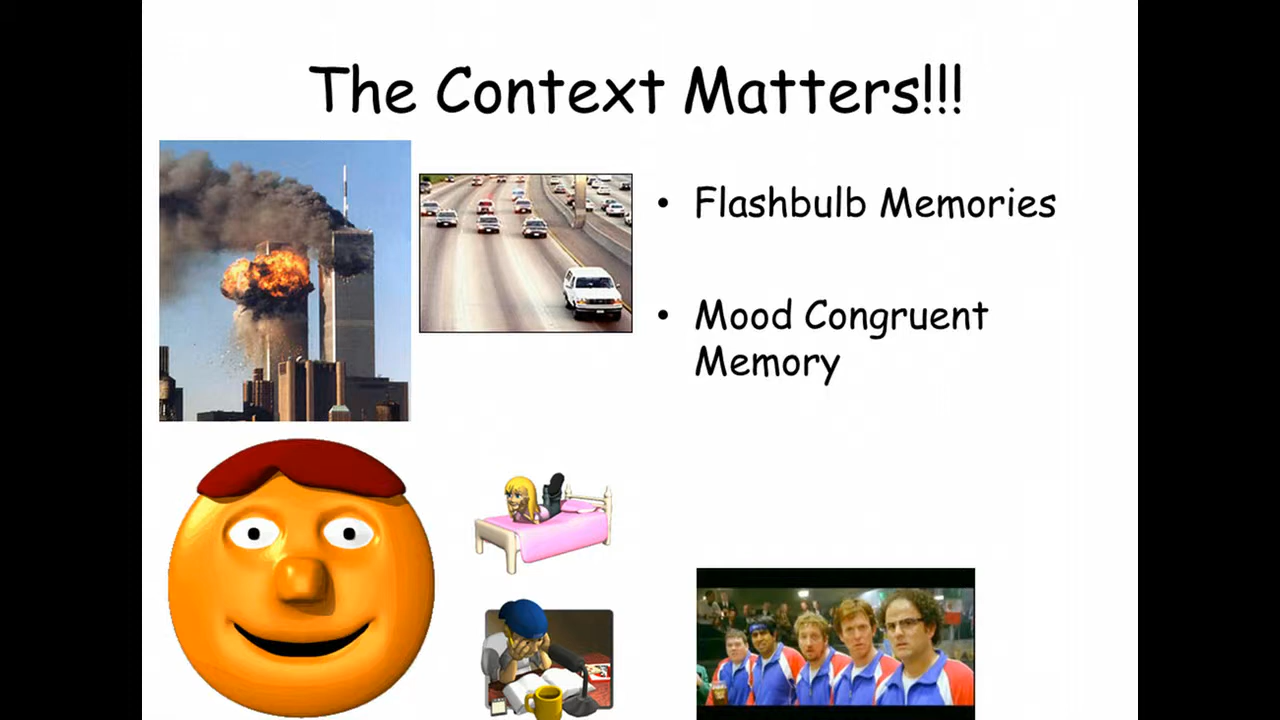 The Context Matters!!!
• Flashbulb Memories
• Mood Congruent
Memory